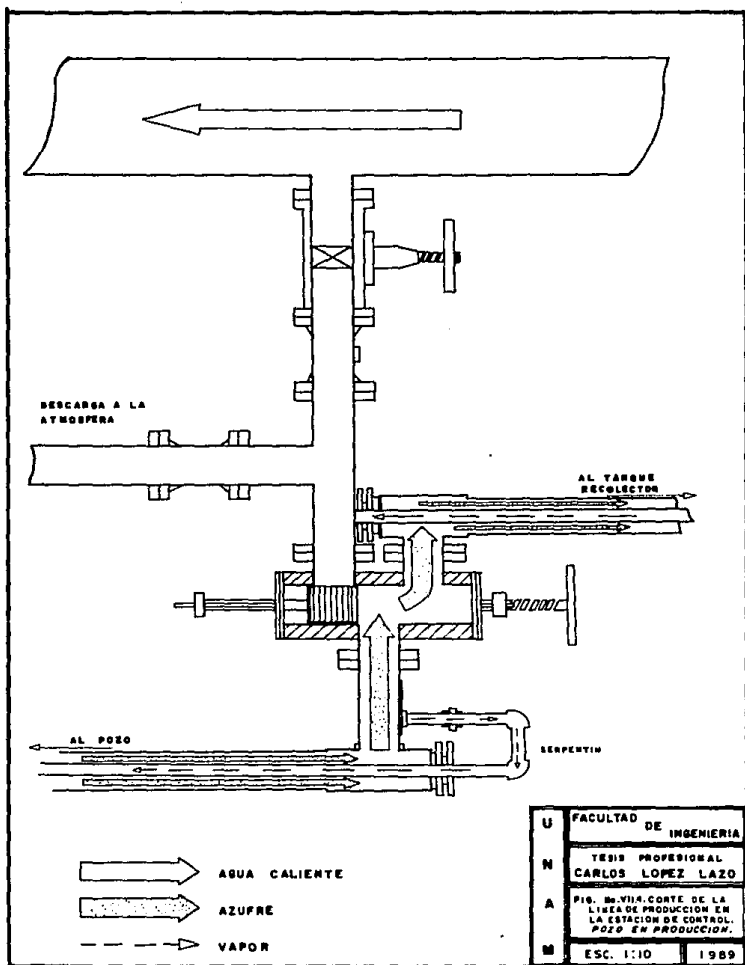 DESCARGA A LA
ATMOSFERA
AL TANQUE
RECOLECTOR
AL POZO
SERPENTIN
AGUA CALIENTE
AZUFRE
VAPOR
U N A M
FACULTAD
DE
INGENIERIA
TESIS PROFESIONAL
CARLOS LOPEZ LAZO
FIG. No.VII.4. CORTE DE LA
LINEA DE PRODUCCION EN
LA ESTACION DE CONTROL.
POZO EN PRODUCCION.
ESC. 1:10
1989